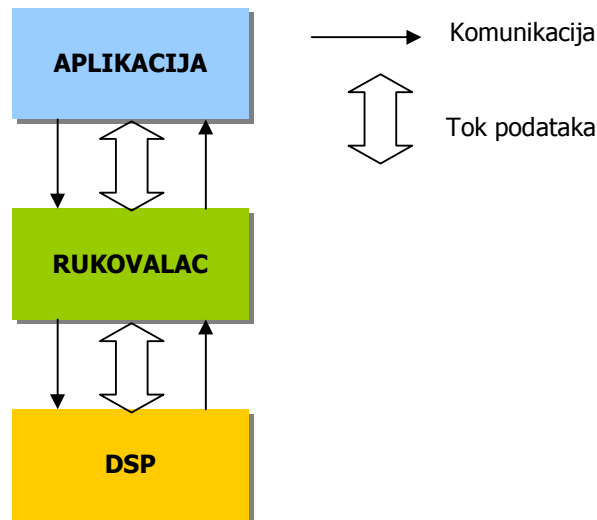 APLIKACIJA
Komunikacija
Tok podataka
RUKOVALAC
DSP